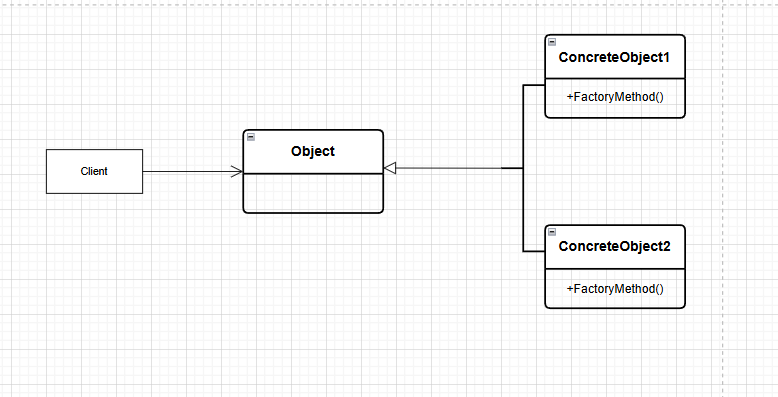 ConcreteObject1
+FactoryMethod()
Object
Client
ConcreteObject2
+FactoryMethod()